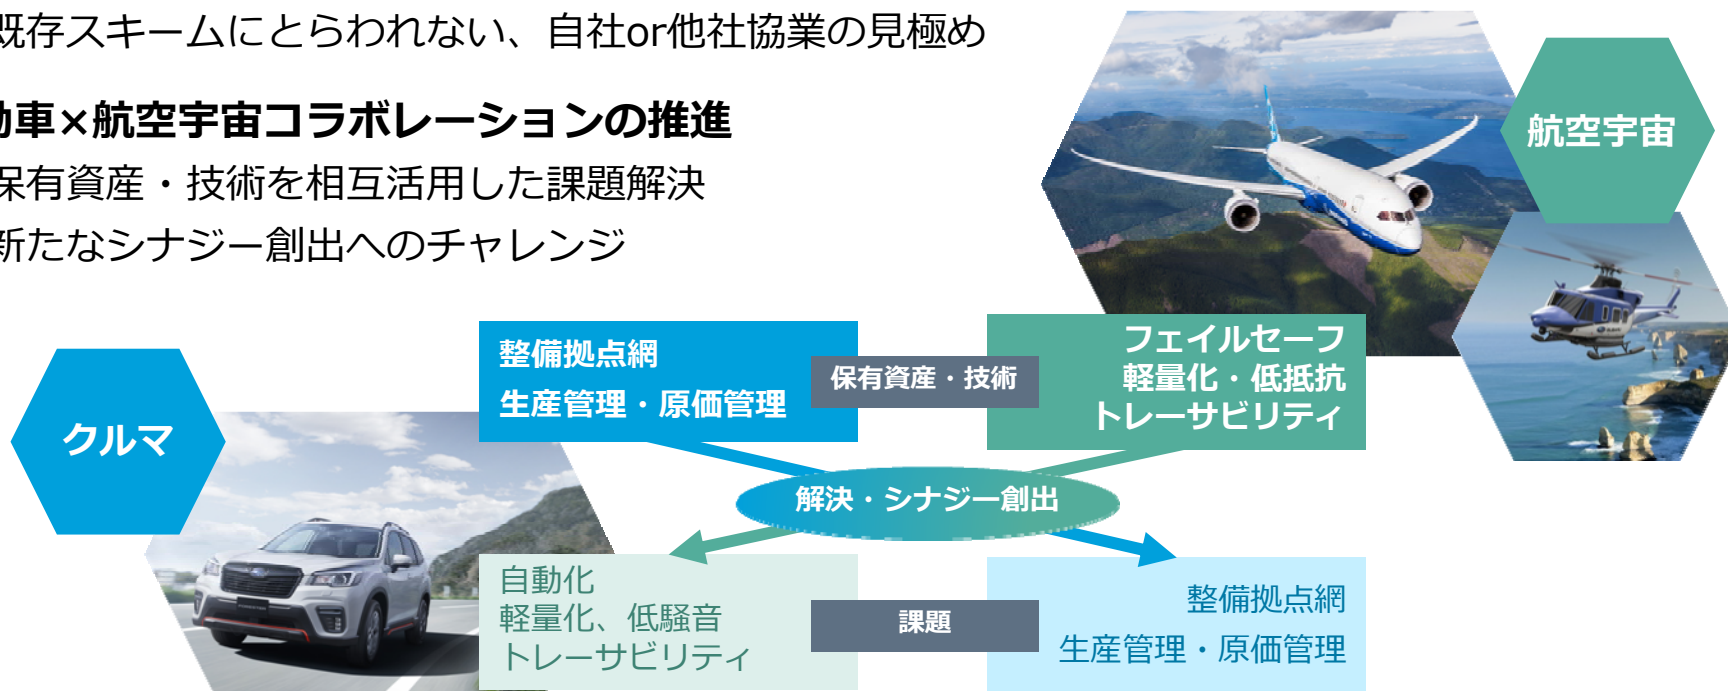 既存スキームにとらわれない、自社or他社協業の見極め
動車×航空宇宙コラボレーションの推進
保有資産・技術を相互活用した課題解決
新たなシナジー創出へのチャレンジ
航空宇宙
クルマ
整備拠点網
生産管理・原価管理
保有資産・技術
フェイルセーフ
軽量化・低抵抗
トレーサビリティ
解決・シナジー創出
自動化
軽量化、低騒音
トレーサビリティ
課題
整備拠点網
生産管理・原価管理